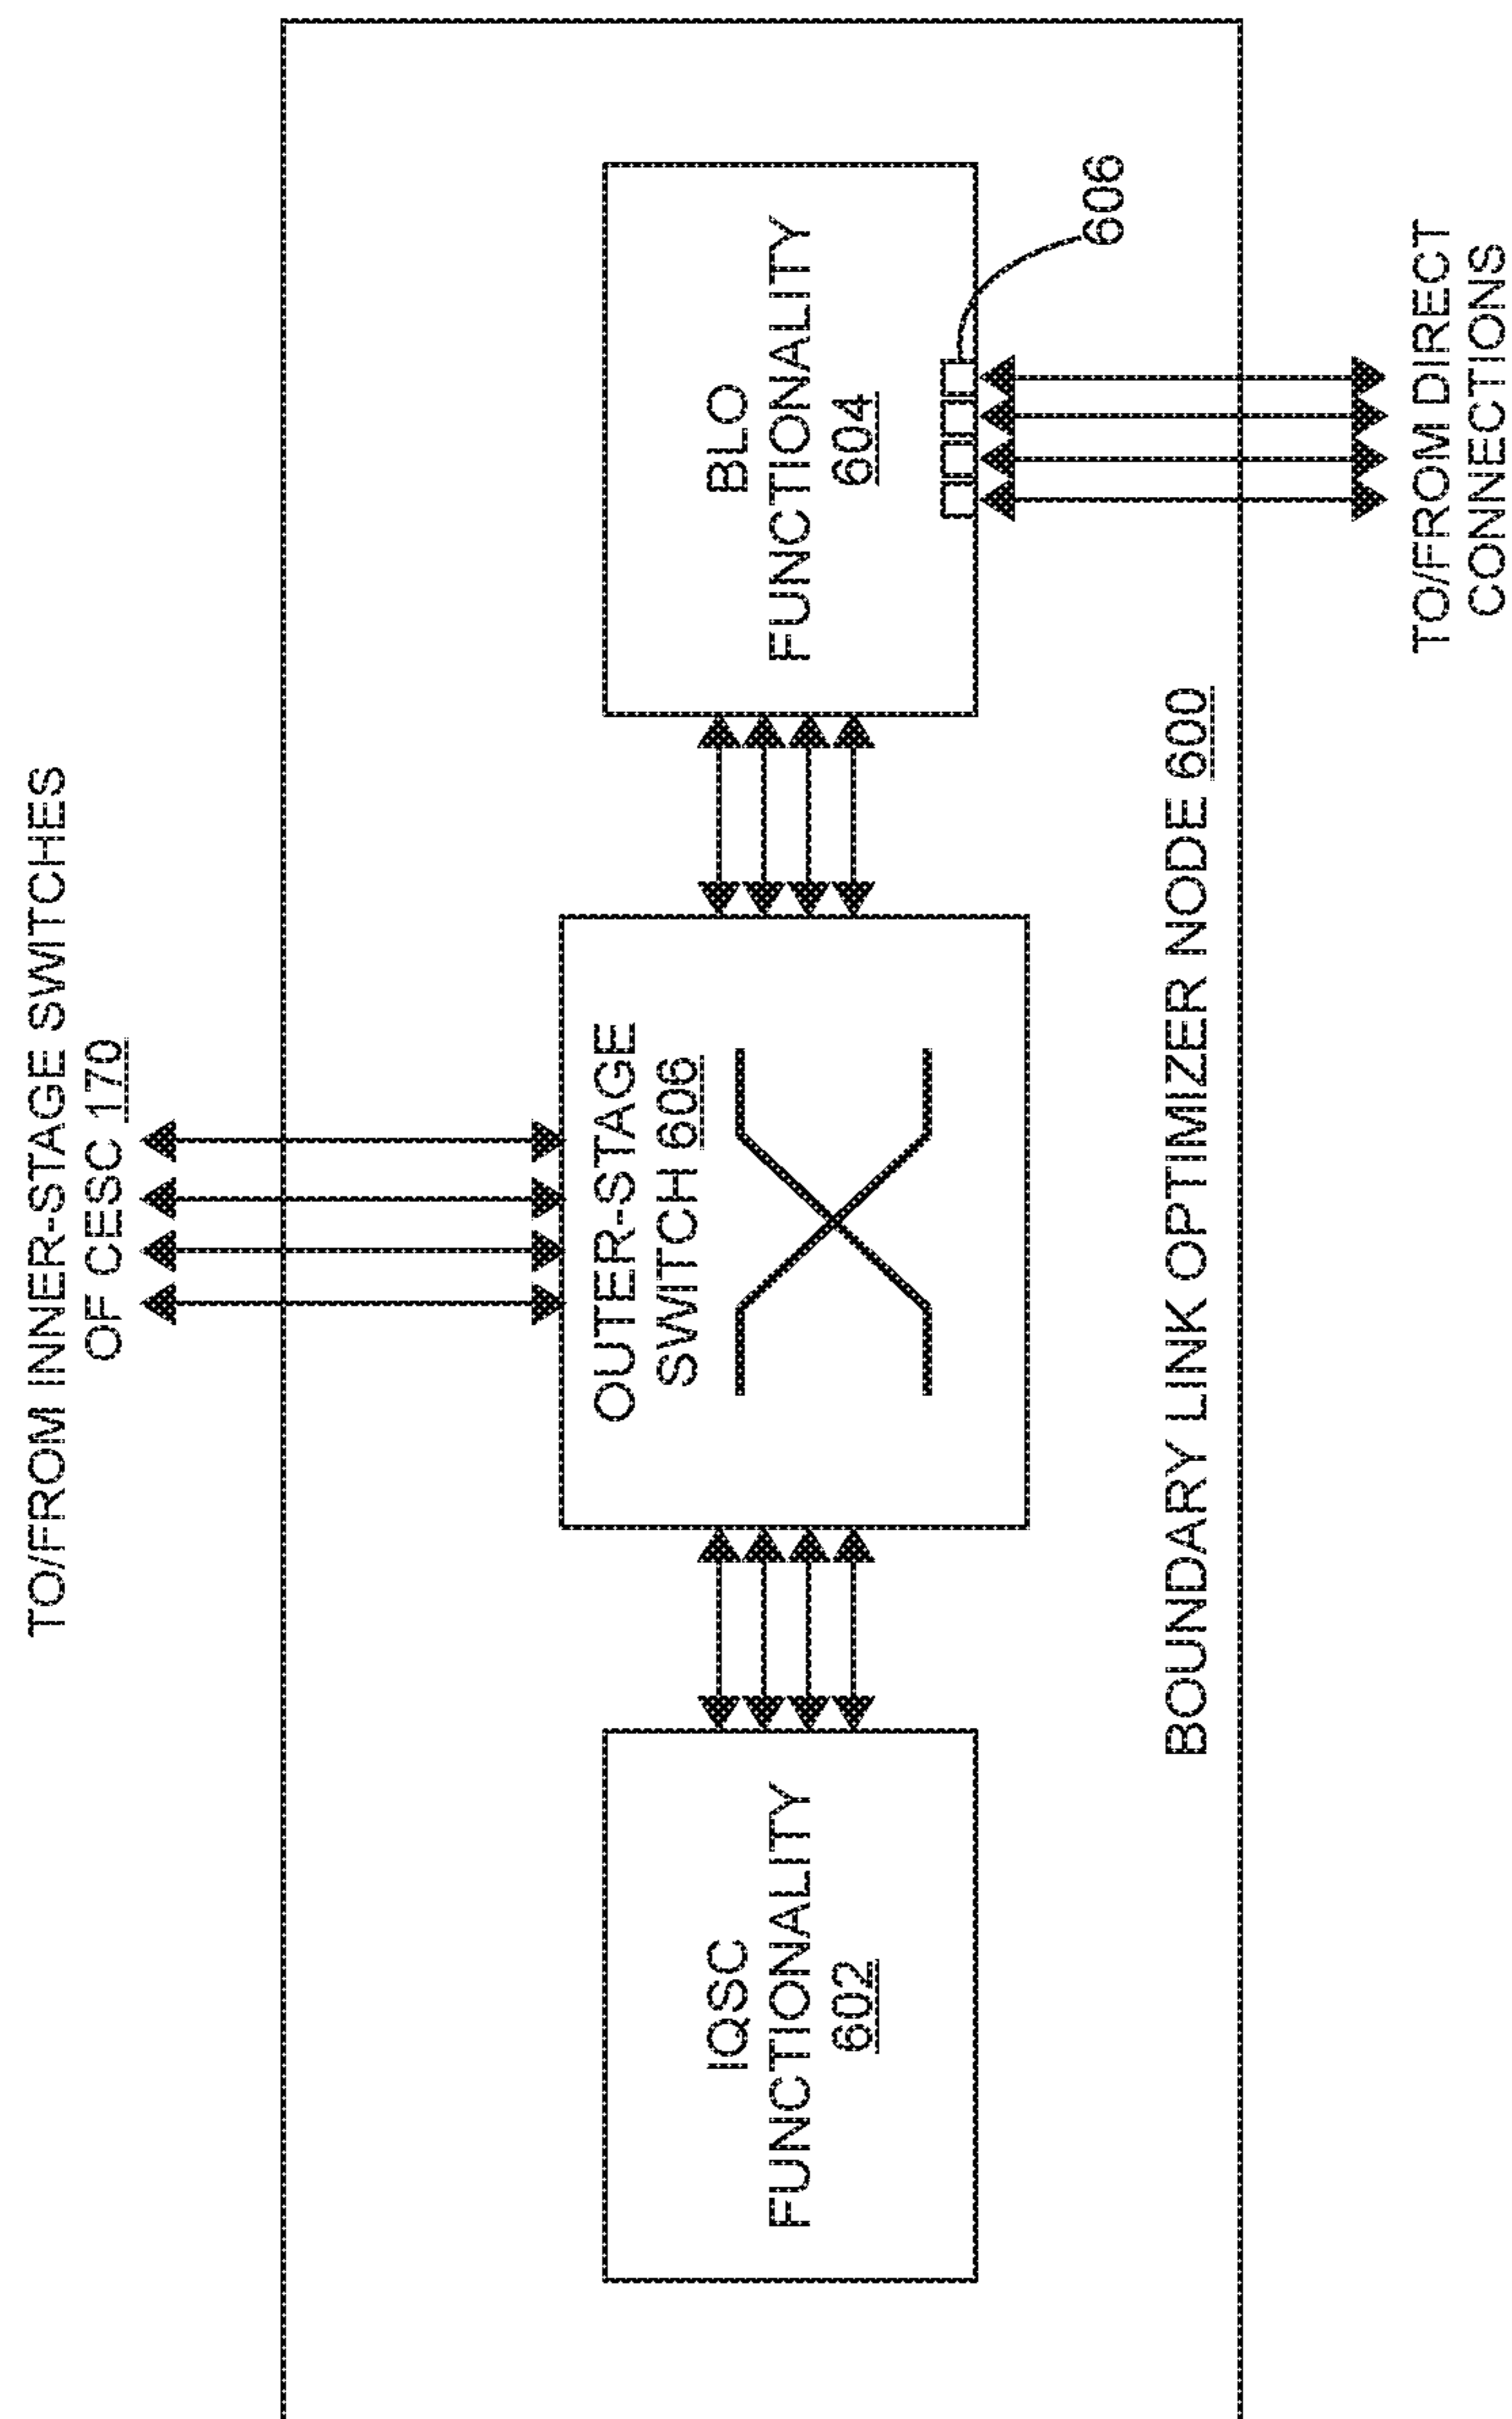 TO/FROM INNER-STAGE SWITCHES
OF CESC 170
IQSC
FUNCTIONALITY
602
OUTER-STAGE
SWITCH 606
BLO
FUNCTIONALITY
604
606
BOUNDARY LINK OPTIMIZER NODE 600
TO/FROM DIRECT
CONNECTIONS